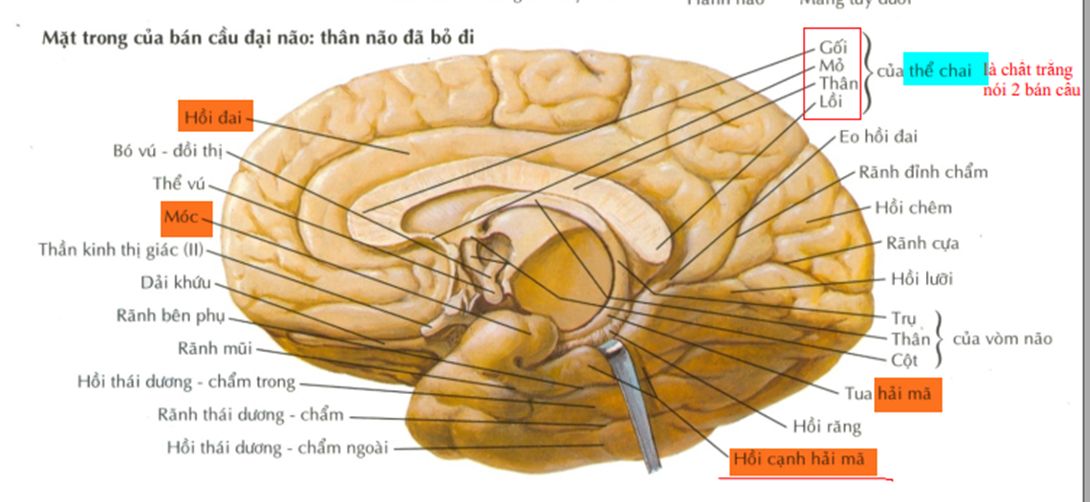 Mặt trong của bán cầu đại não: thân não đã bỏ đi
Gối
Mỏ
Thân
Lồi
của thể chai
là chât trắng
nói 2 bán câu
Hồi đai
Bó vú - đồi thị
Thể vú
Móc
Thần kinh thị giác (II)
Dải khứu
Rãnh bên phụ
Rãnh mũi
Hồi thái dương - chẩm trong
Rãnh thái dương - chẩm
Hồi thái dương - chẩm ngoài
Eo hồi đai
Rãnh đỉnh chẩm
Hồi chêm
Rãnh cựa
Hồi lưỡi
Trụ
Thân
Cột
của vòm não
Tua hải mã
Hồi răng
Hồi cạnh hải mã